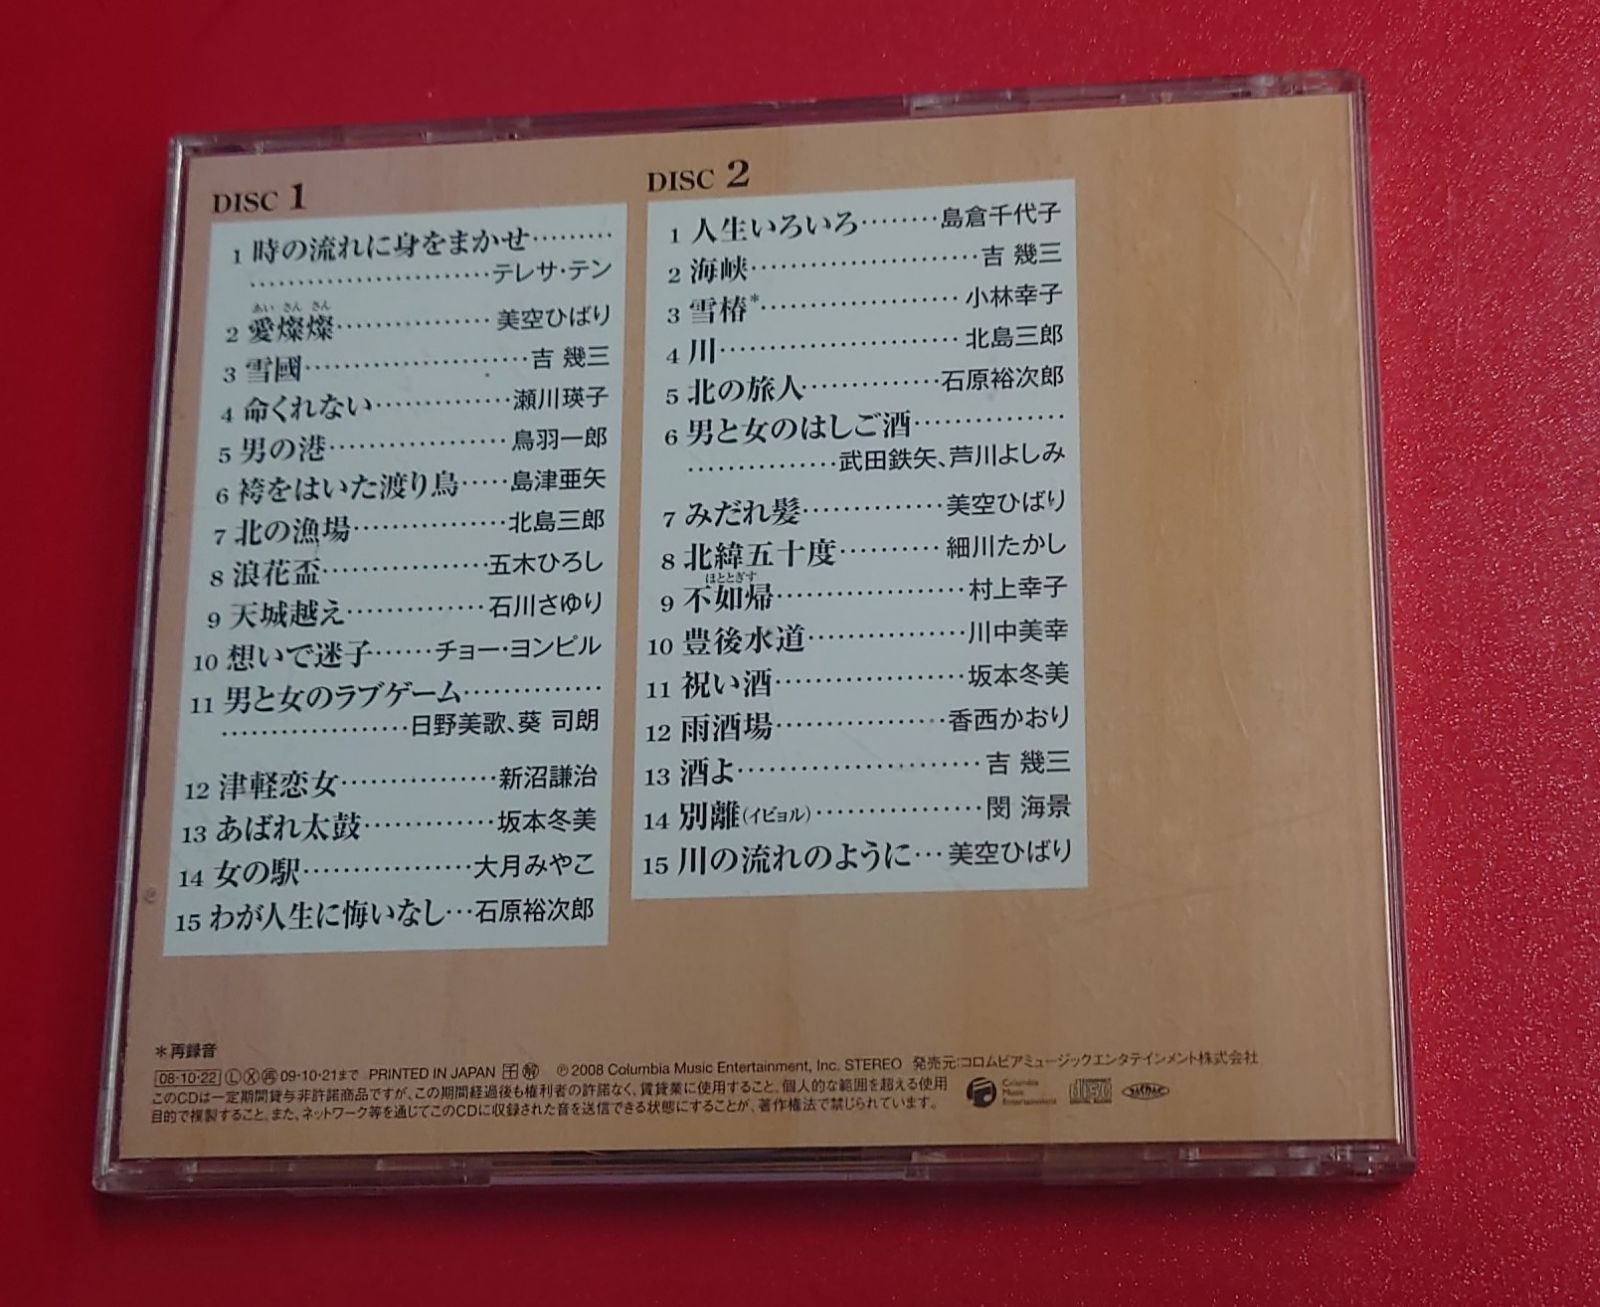 DISC 1
1 時の流れに身をまかせ………
……………………テレサ・テン
あい さん さん
2 愛燦燦……………美空ひばり
3 雪國……………………吉 幾三
4 命くれない……………瀬川瑛子
5 男の港………………鳥羽一郎
6 袴をはいた渡り鳥……島津亜矢
7 北の漁場……………北島三郎
8 浪花盃………………五木ひろし
9 天城越え……………石川さゆり
10 想いで迷子……チョー・ヨンピル
11 男と女のラブゲーム……………
…………………日野美歌、葵 司朗
12 津軽恋女……………新沼謙治
13 あばれ太鼓…………坂本冬美
14 女の駅………………大月みやこ
15 わが人生に悔いなし…石原裕次郎
DISC 2
1 人生いろいろ………島倉千代子
2 海峡……………………吉 幾三
3 雪椿*…………………小林幸子
4 川………………………北島三郎
5 北の旅人……………石原裕次郎
6 男と女のはしご酒……………
……………武田鉄矢、芦川よしみ
7 みだれ髪……………美空ひばり
8 北緯五十度…………細川たかし
ほととぎす
9 不如帰…………………村上幸子
10 豊後水道………………川中美幸
11 祝い酒…………………坂本冬美
12 雨酒場………………香西かおり
13 酒よ………………………吉 幾三
14 別離(イビョル)………………閔 海景
15 川の流れのように…美空ひばり
*再録音
08・10・22 Ⓛ Ⓧ 再 09・10・21まで PRINTED IN JAPAN ℗2008 Columbia Music Entertainment, Inc. STEREO 発売元:コロムビアミュージックエンタテインメント株式会社
このCDは一定期間貸与非許諾商品ですが、この期間経過後も権利者の許諾なく、賃貸業に使用すること、個人的な範囲を超える使用
目的で複製すること、また、ネットワーク等を通じてこのCDに収録された音を送信できる状態にすることが、著作権法で禁じられています。
Columbia
Music
Entertainment